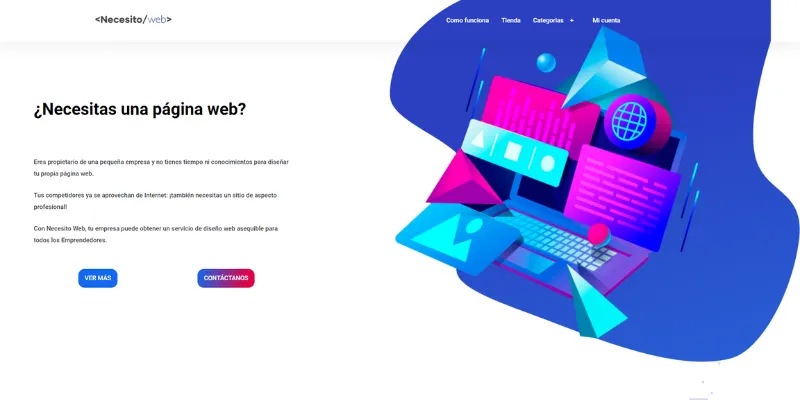 <Necesito/web>
Como funciona Tienda Categorias + Mi cuenta
¿Necesitas una página web?
Eres propietario de una pequeña empresa y no tienes tiempo ni conocimientos para diseñar
tu propia página web.
Tus competidores ya se aprovechan de Internet: ¡también necesitas un sitio de aspecto
profesional!
Con Necesito Web, tu empresa puede obtener un servicio de diseño web asequible para
todos los Emprendedores.
VER MÁS CONTÁCTANOS